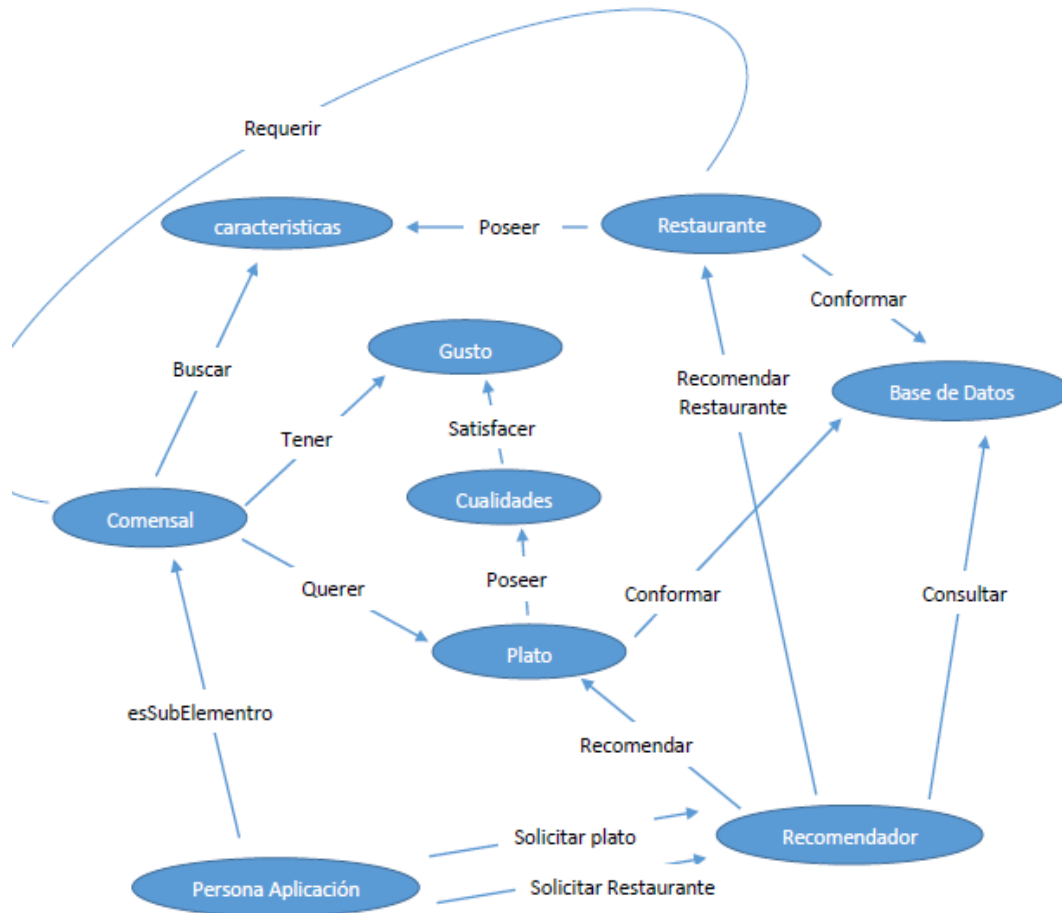 Requerir
caracteristicas
Poseer
Restaurante
Conformar
Gusto
Buscar
Recomendar
Restaurante
Base de Datos
Tener
Satisfacer
Cualidades
Comensal
Querer
Poseer
Conformar
Consultar
Plato
esSubElementro
Recomendar
Solicitar plato
Recomendador
Persona Aplicación
Solicitar Restaurante